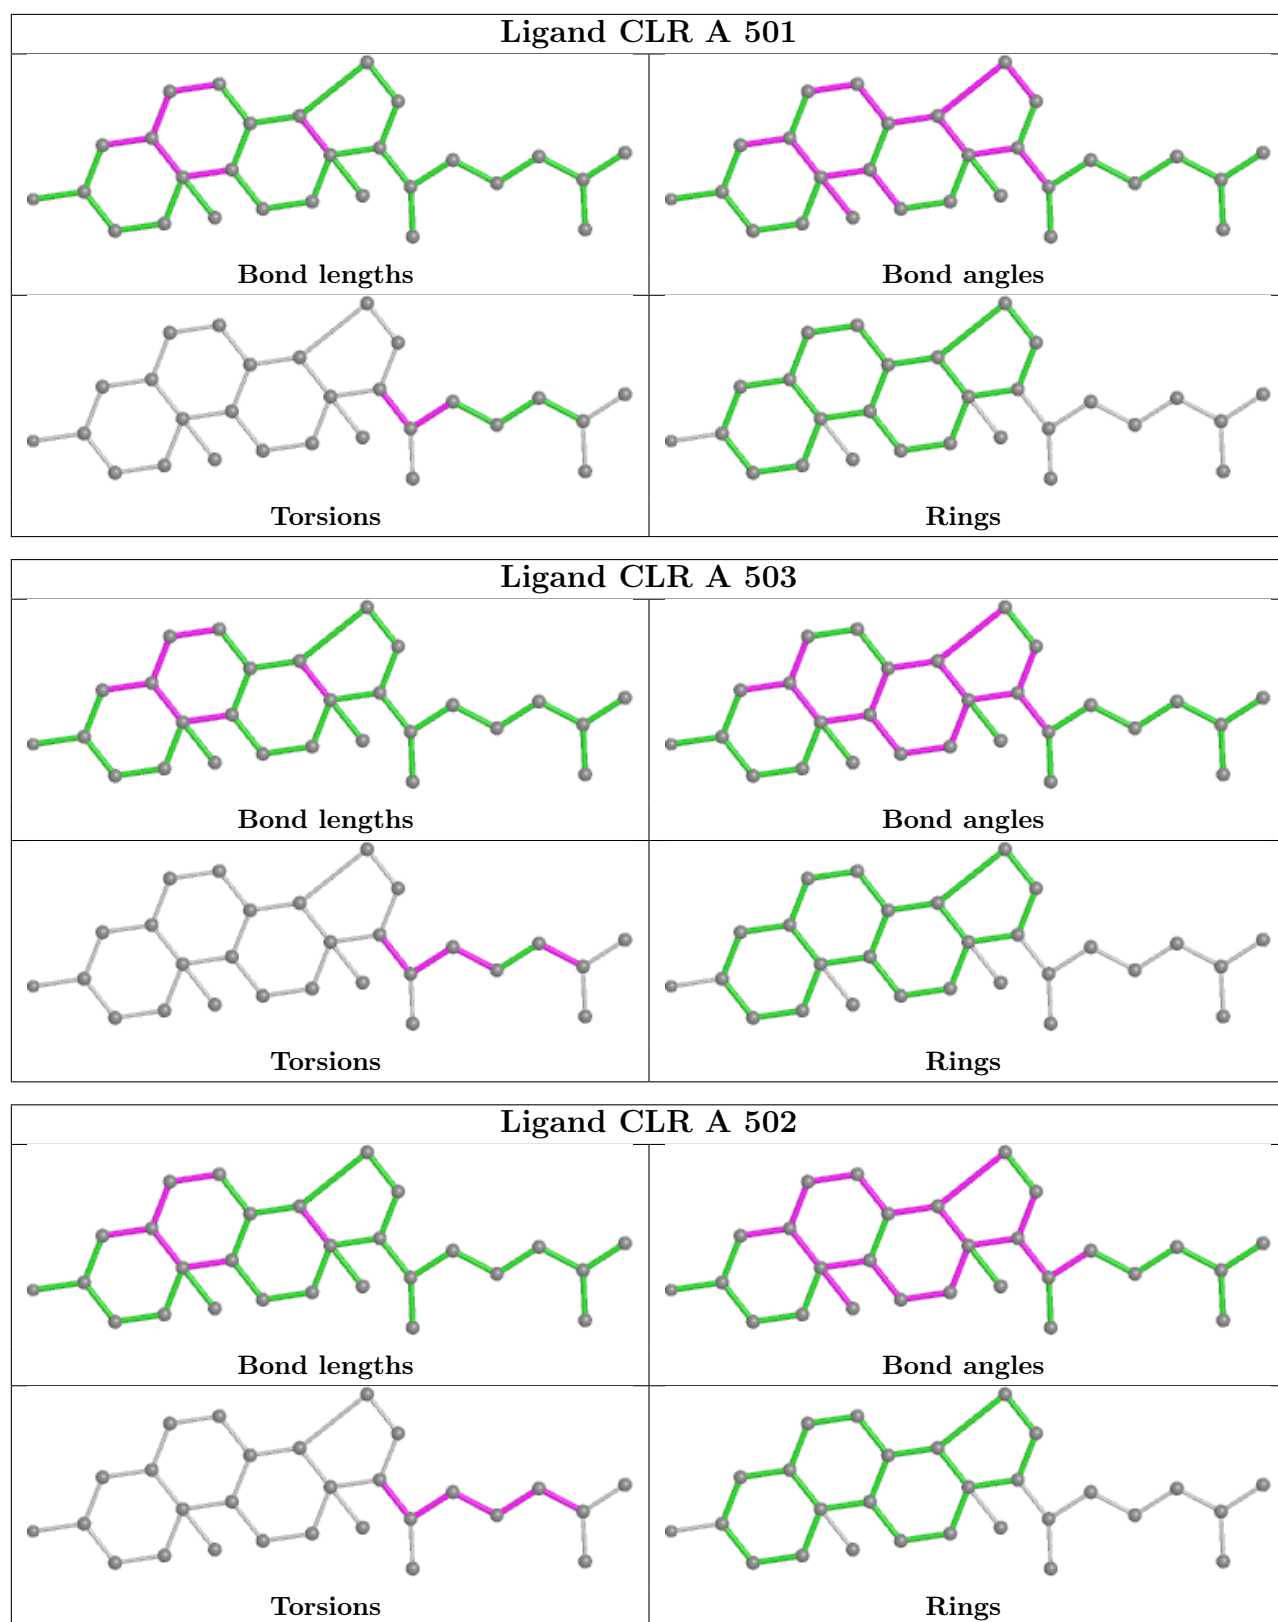 Ligand CLR A 501
Bond lengths
Bond angles
Torsions
Rings
Ligand CLR A 503
Bond lengths
Bond angles
Torsions
Rings
Ligand CLR A 502
Bond lengths
Bond angles
Torsions
Rings